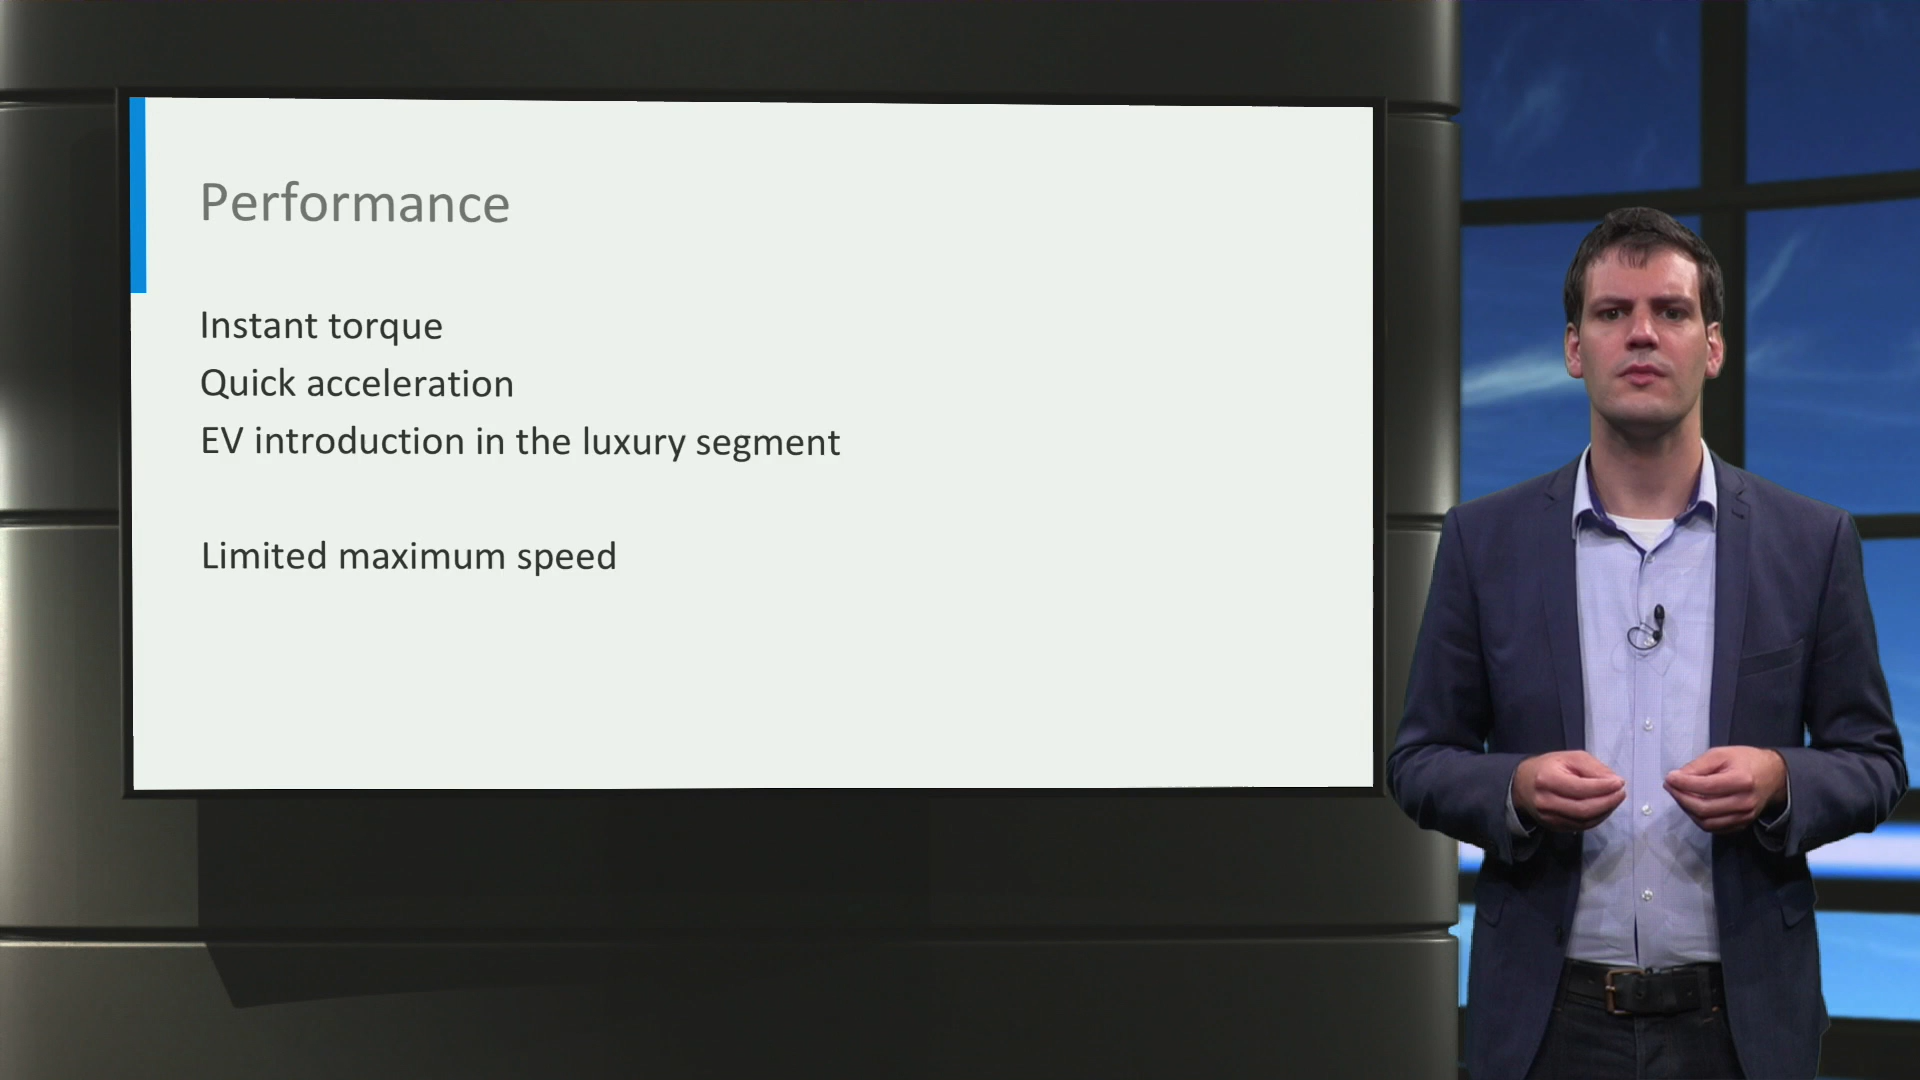 Performance
Instant torque
Quick acceleration
EV introduction in the luxury segment
Limited maximum speed